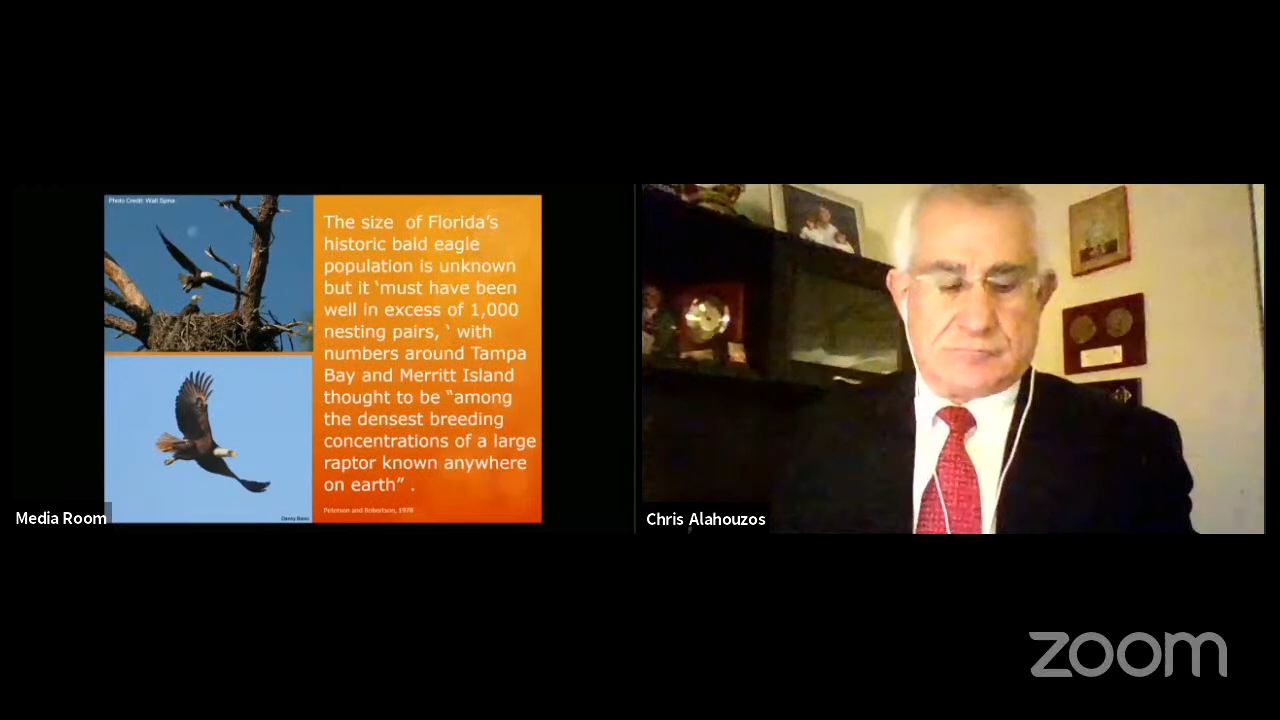 Photo Credit: Walt Spina
The size of Florida's
historic bald eagle
population is unknown
but it ‘must have been
well in excess of 1,000
nesting pairs, ‘ with
numbers around Tampa
Bay and Merritt Island
thought to be “among
the densest breeding
concentrations of a large
raptor known anywhere
on earth” .
Peterson and Robertson, 1978
Media Room
Chris Alahouzos
zoom